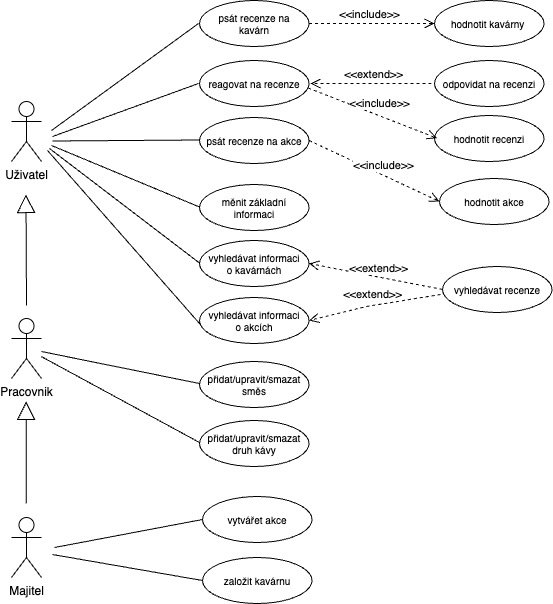 psát recenze na
kavárn
<<include>>
hodnotit kavárny
reagovat na recenze
<<extend>>
odpovidat na recenzi
<<include>>
hodnotit recenzi
psát recenze na akce
<<include>>
hodnotit akce
Uživatel
měnit základní
informaci
vyhledávat informaci
o kavárnách
<<extend>>
vyhledávat recenze
<<extend>>
vyhledávat informaci
o akcích
Pracovnik
přidat/upravit/smazat
směs
přidat/upravit/smazat
druh kávy
vytvářet akce
Majitel
založit kavárnu